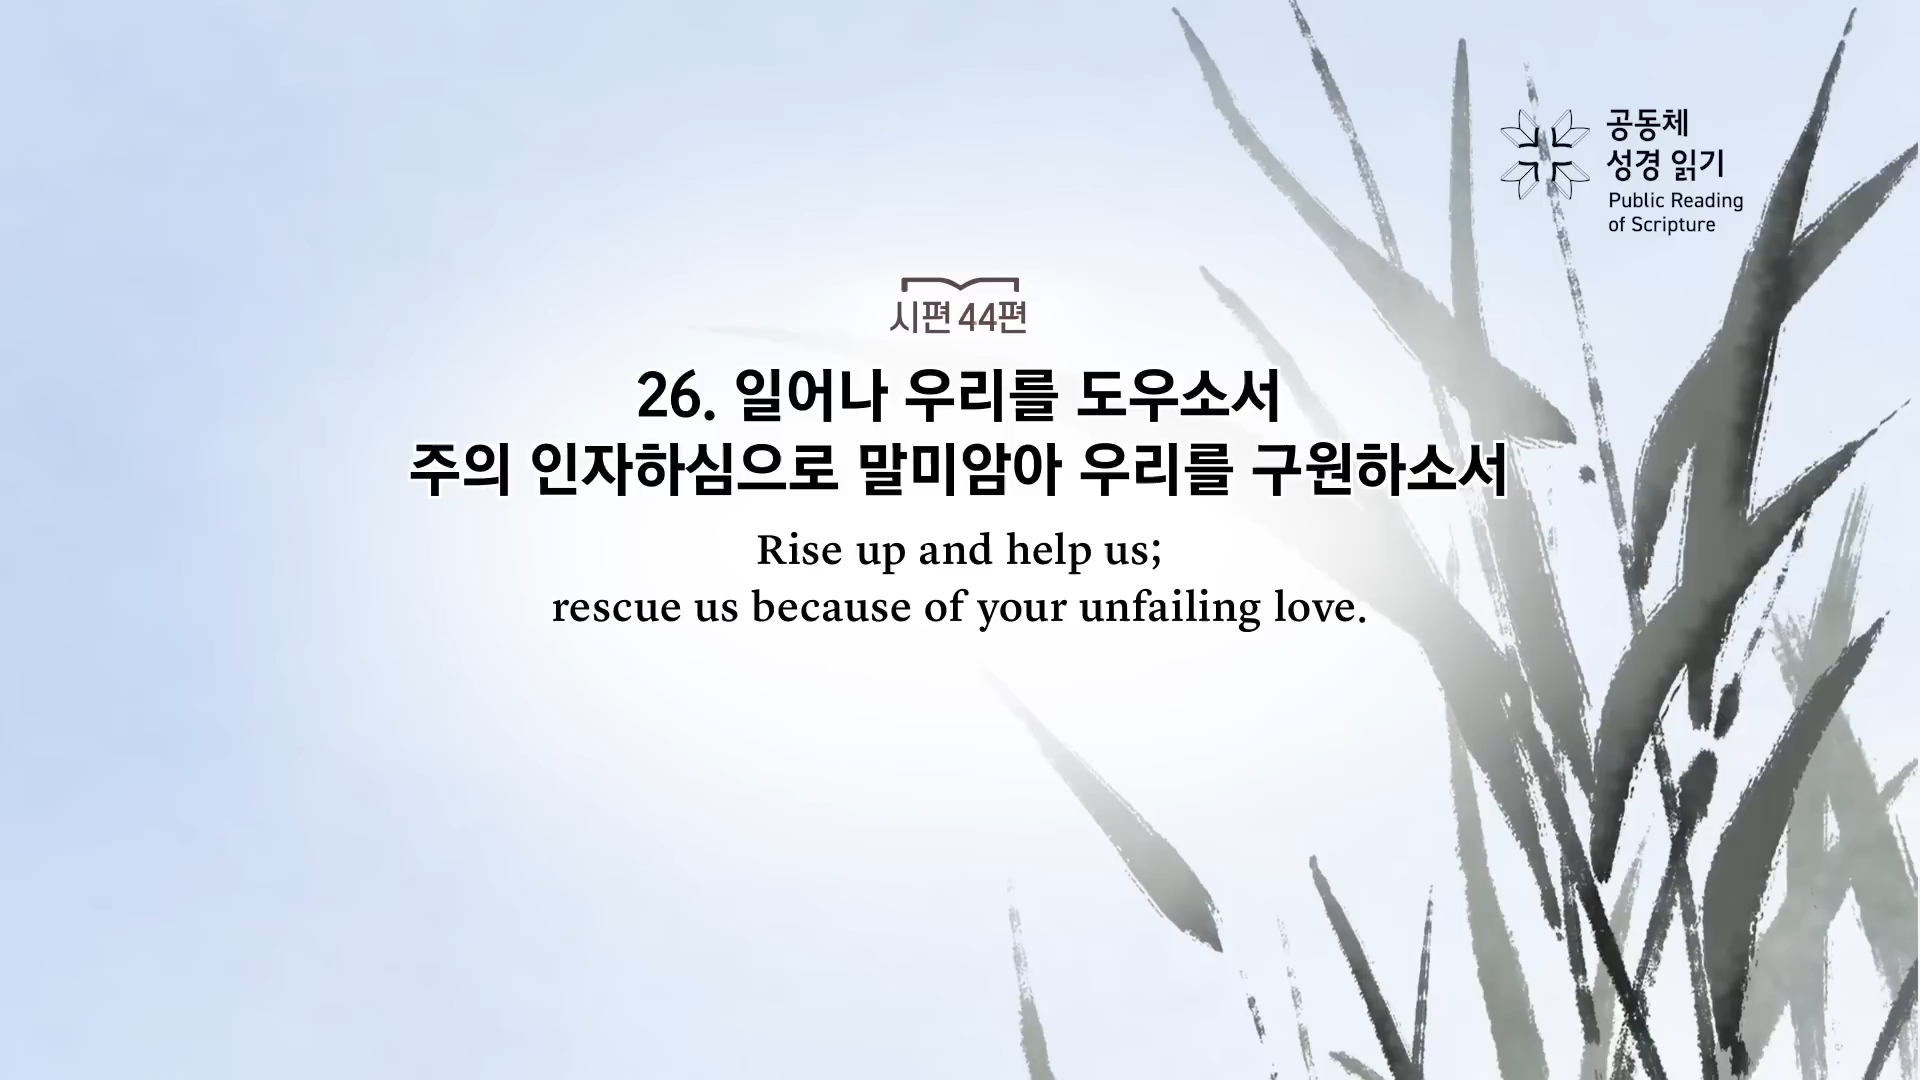 공동체
성경 읽기
Public Reading
of Scripture
시편 44편
26. 일어나 우리를 도우소서
주의 인자하심으로 말미암아 우리를 구원하소서
Rise up and help us;
rescue us because of your unfailing love.